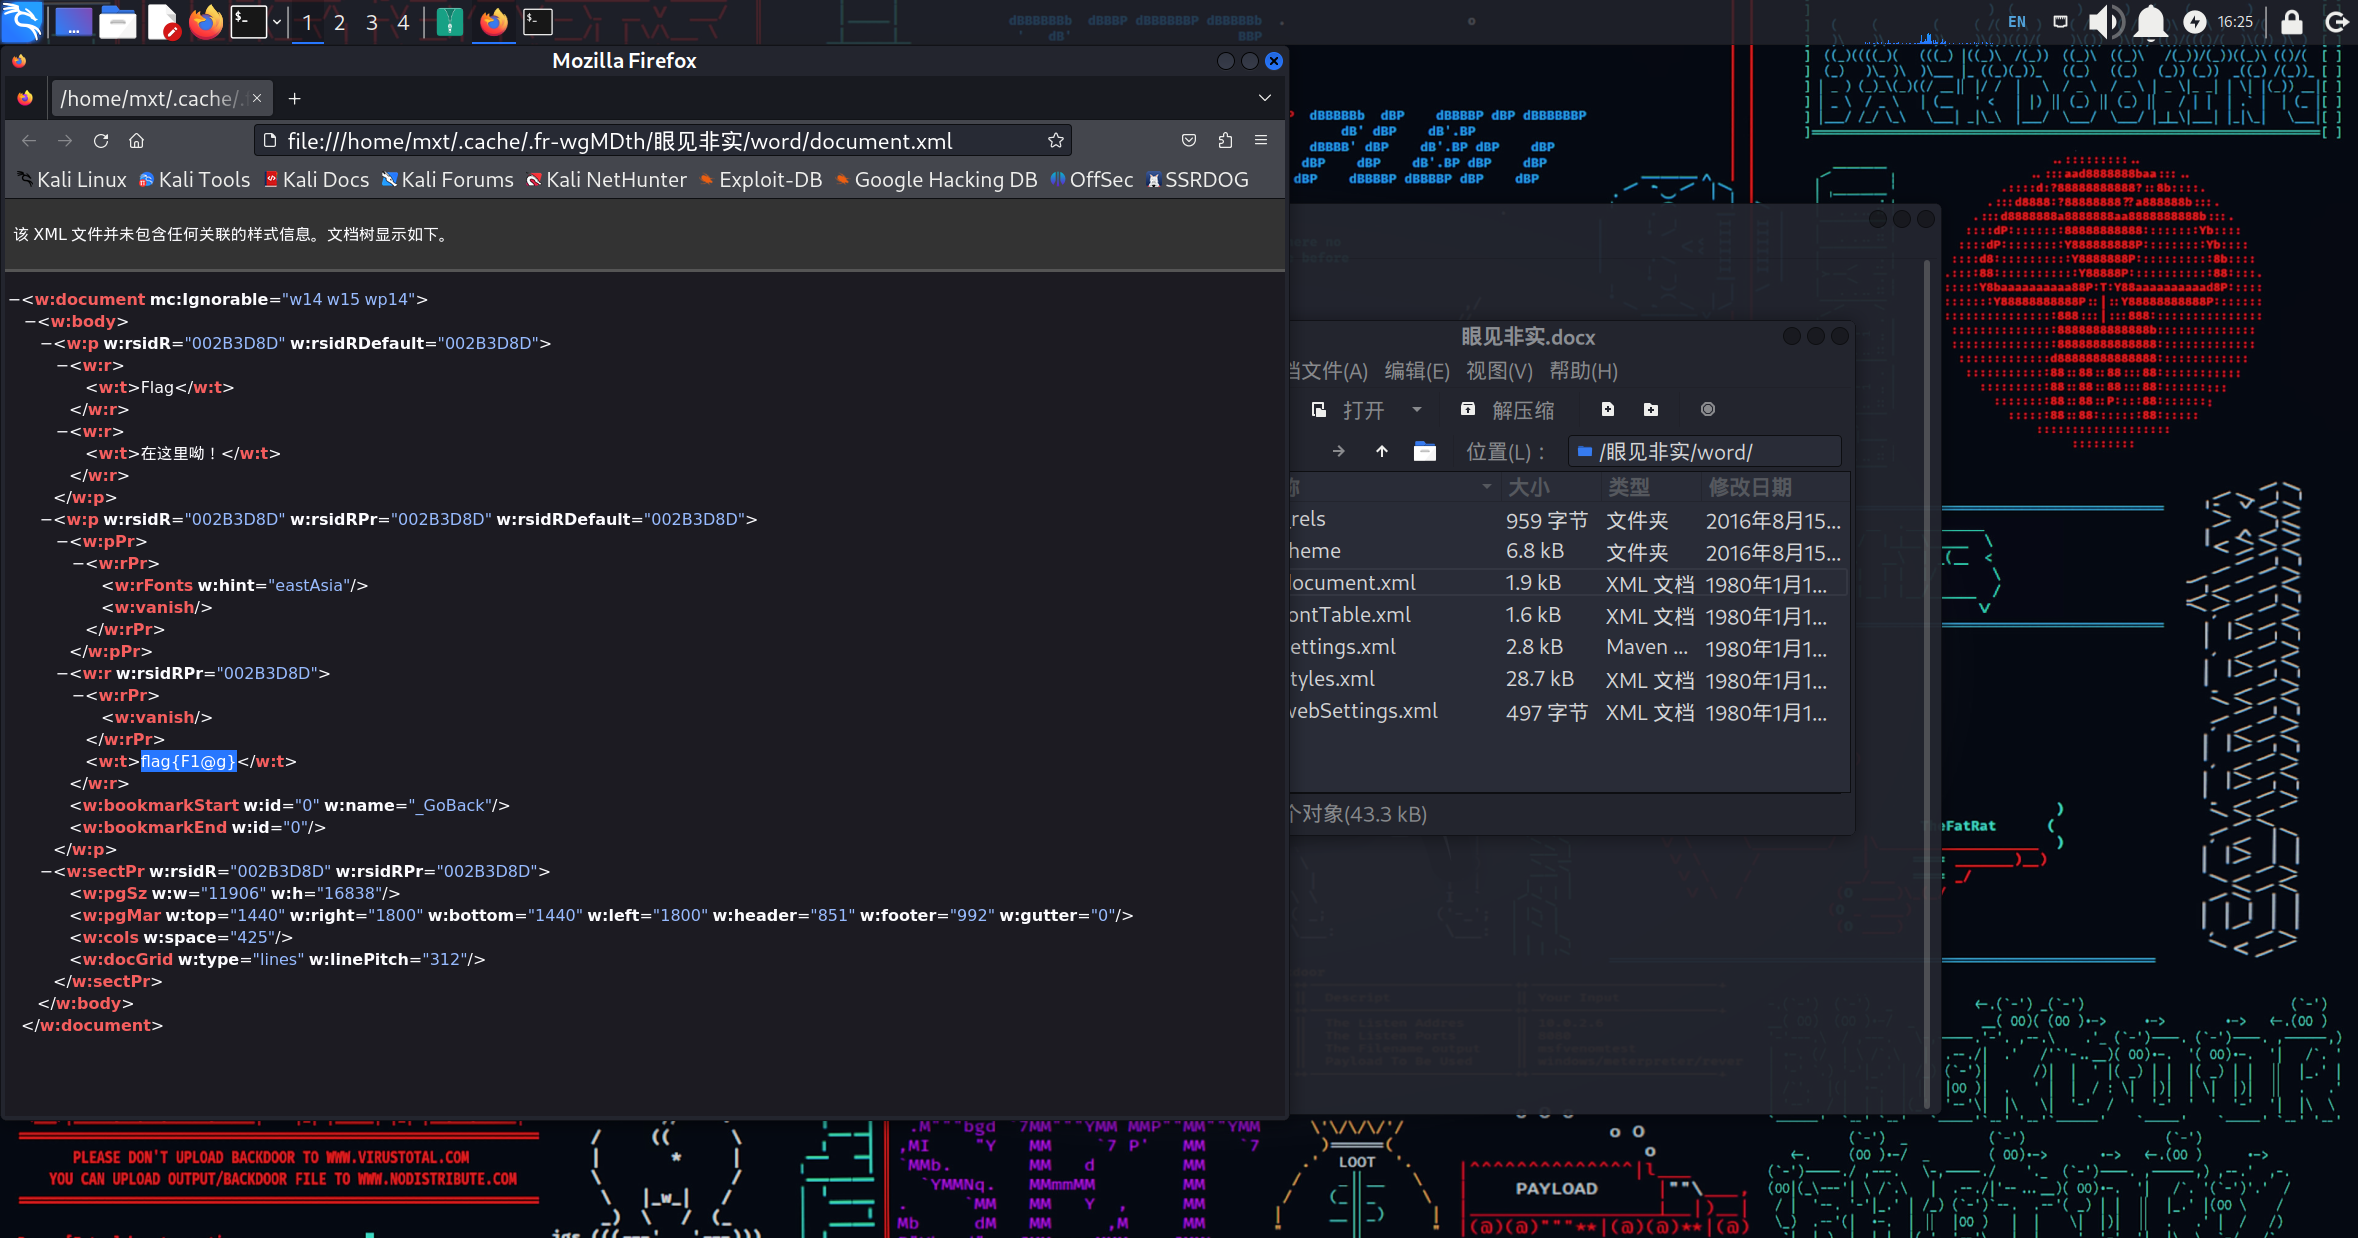 1 2 3 4
EN
16:25
Mozilla Firefox
/home/mxt/.cache/.
file:///home/mxt/.cache/.fr-wgMDth/眼见非实/word/document.xml
Kali Linux Kali Tools Kali Docs Kali Forums Kali NetHunter Exploit-DB Google Hacking DB OffSec SSRDOG
该 XML 文件并未包含任何关联的样式信息。文档树显示如下。
−<w:document mc:Ignorable="w14 w15 wp14">
−<w:body>
−<w:p w:rsidR="002B3D8D" w:rsidRDefault="002B3D8D">
−<w:r>
<w:t>Flag</w:t>
</w:r>
−<w:r>
<w:t>在这里呦！</w:t>
</w:r>
</w:p>
−<w:p w:rsidR="002B3D8D" w:rsidRPr="002B3D8D" w:rsidRDefault="002B3D8D">
−<w:pPr>
−<w:rPr>
<w:rFonts w:hint="eastAsia"/>
<w:vanish/>
</w:rPr>
</w:pPr>
−<w:r w:rsidRPr="002B3D8D">
−<w:rPr>
<w:vanish/>
</w:rPr>
<w:t>flag{F1@g}</w:t>
</w:r>
<w:bookmarkStart w:id="0" w:name="_GoBack"/>
<w:bookmarkEnd w:id="0"/>
</w:p>
−<w:sectPr w:rsidR="002B3D8D" w:rsidRPr="002B3D8D">
<w:pgSz w:w="11906" w:h="16838"/>
<w:pgMar w:top="1440" w:right="1800" w:bottom="1440" w:left="1800" w:header="851" w:footer="992" w:gutter="0"/>
<w:cols w:space="425"/>
<w:docGrid w:type="lines" w:linePitch="312"/>
</w:sectPr>
</w:body>
</w:document>
眼见非实.docx
档文件(A) 编辑(E) 视图(V) 帮助(H)
打开 解压缩
位置(L)： /眼见非实/word/
称 大小 类型 修改日期
_rels 959 字节 文件夹 2016年8月15...
heme 6.8 kB 文件夹 2016年8月15...
ocument.xml 1.9 kB XML 文档 1980年1月1...
ontTable.xml 1.6 kB XML 文档 1980年1月1...
ettings.xml 2.8 kB Maven ... 1980年1月1...
tyles.xml 28.7 kB XML 文档 1980年1月1...
webSettings.xml 497 字节 XML 文档 1980年1月1...
个对象(43.3 kB)
TheFatRat
PLEASE DON'T UPLOAD BACKDOOR TO WWW.VIRUSTOTAL.COM
YOU CAN UPLOAD OUTPUT/BACKDOOR FILE TO WWW.NODISTRIBUTE.COM
LOOT
PAYLOAD